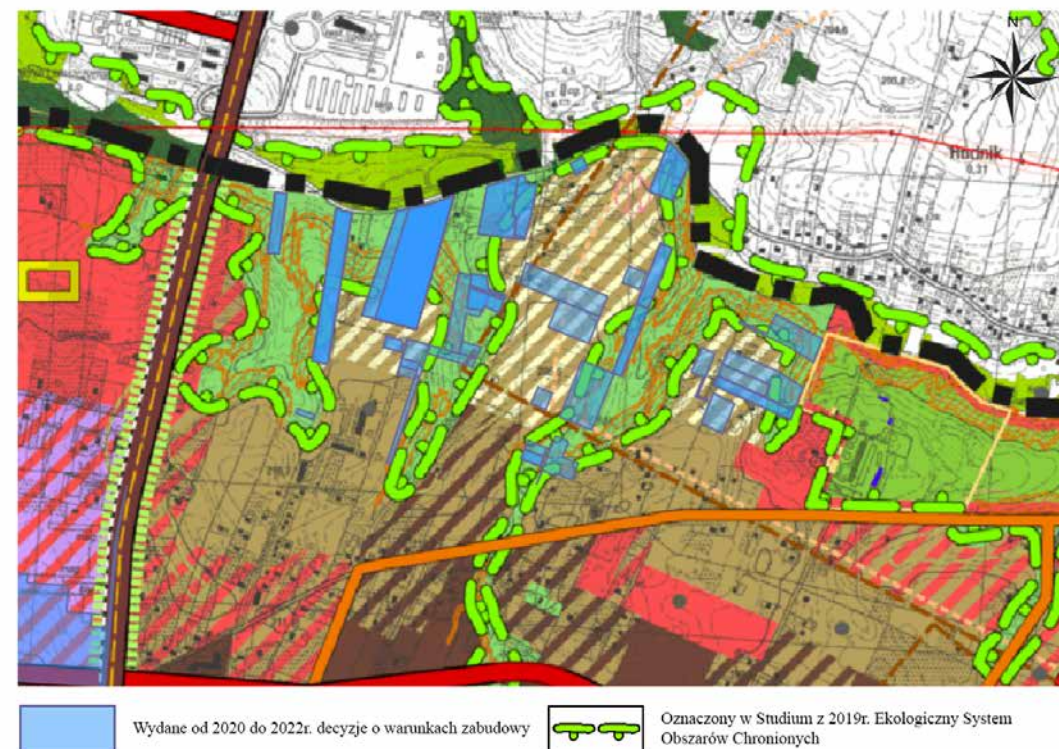 N
Rudnik
Wydane od 2020 do 2022r. decyzje o warunkach zabudowy
Oznaczony w Studium z 2019r. Ekologiczny System
Obszarów Chronionych